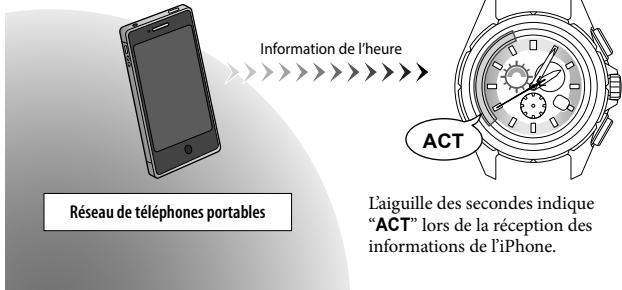 Information de l'heure
ACT
Réseau de téléphones portables
L'aiguille des secondes indique
“ACT” lors de la réception des
informations de l'iPhone.